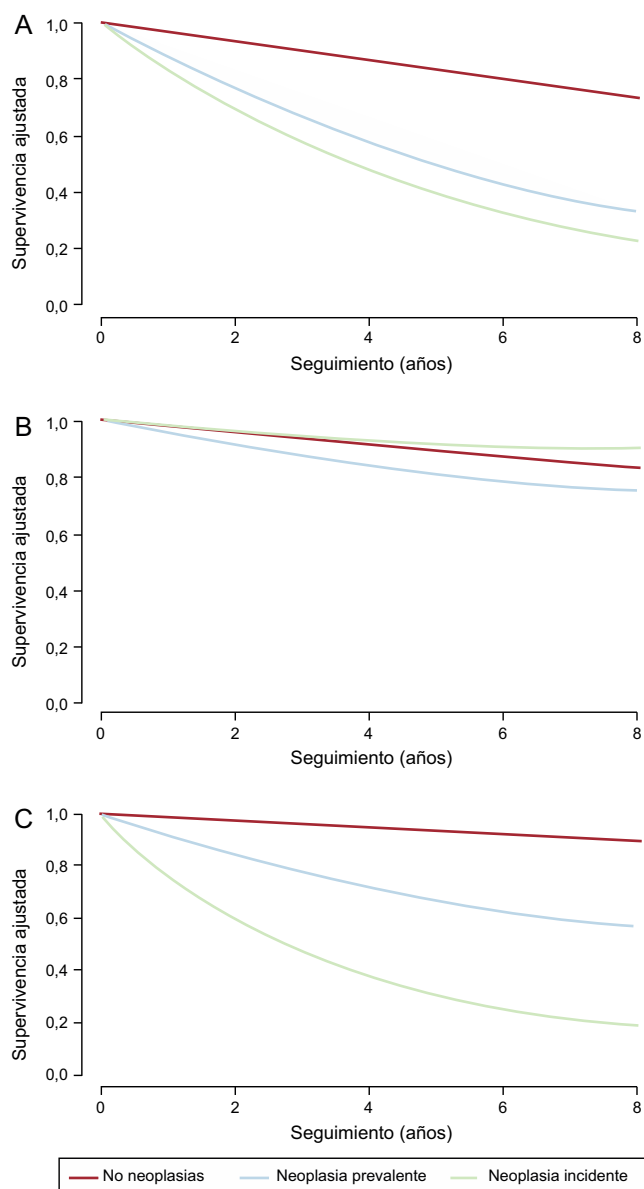 A
Supervivencia ajustada
1,0
0,8
0,6
0,4
0,2
0,0
0 2 4 6 8
Seguimiento (años)
B
Supervivencia ajustada
1,0
0,8
0,6
0,4
0,2
0,0
0 2 4 6 8
Seguimiento (años)
C
Supervivencia ajustada
1,0
0,8
0,6
0,4
0,2
0,0
0 2 4 6 8
Seguimiento (años)
No neoplasias Neoplasia prevalente Neoplasia incidente